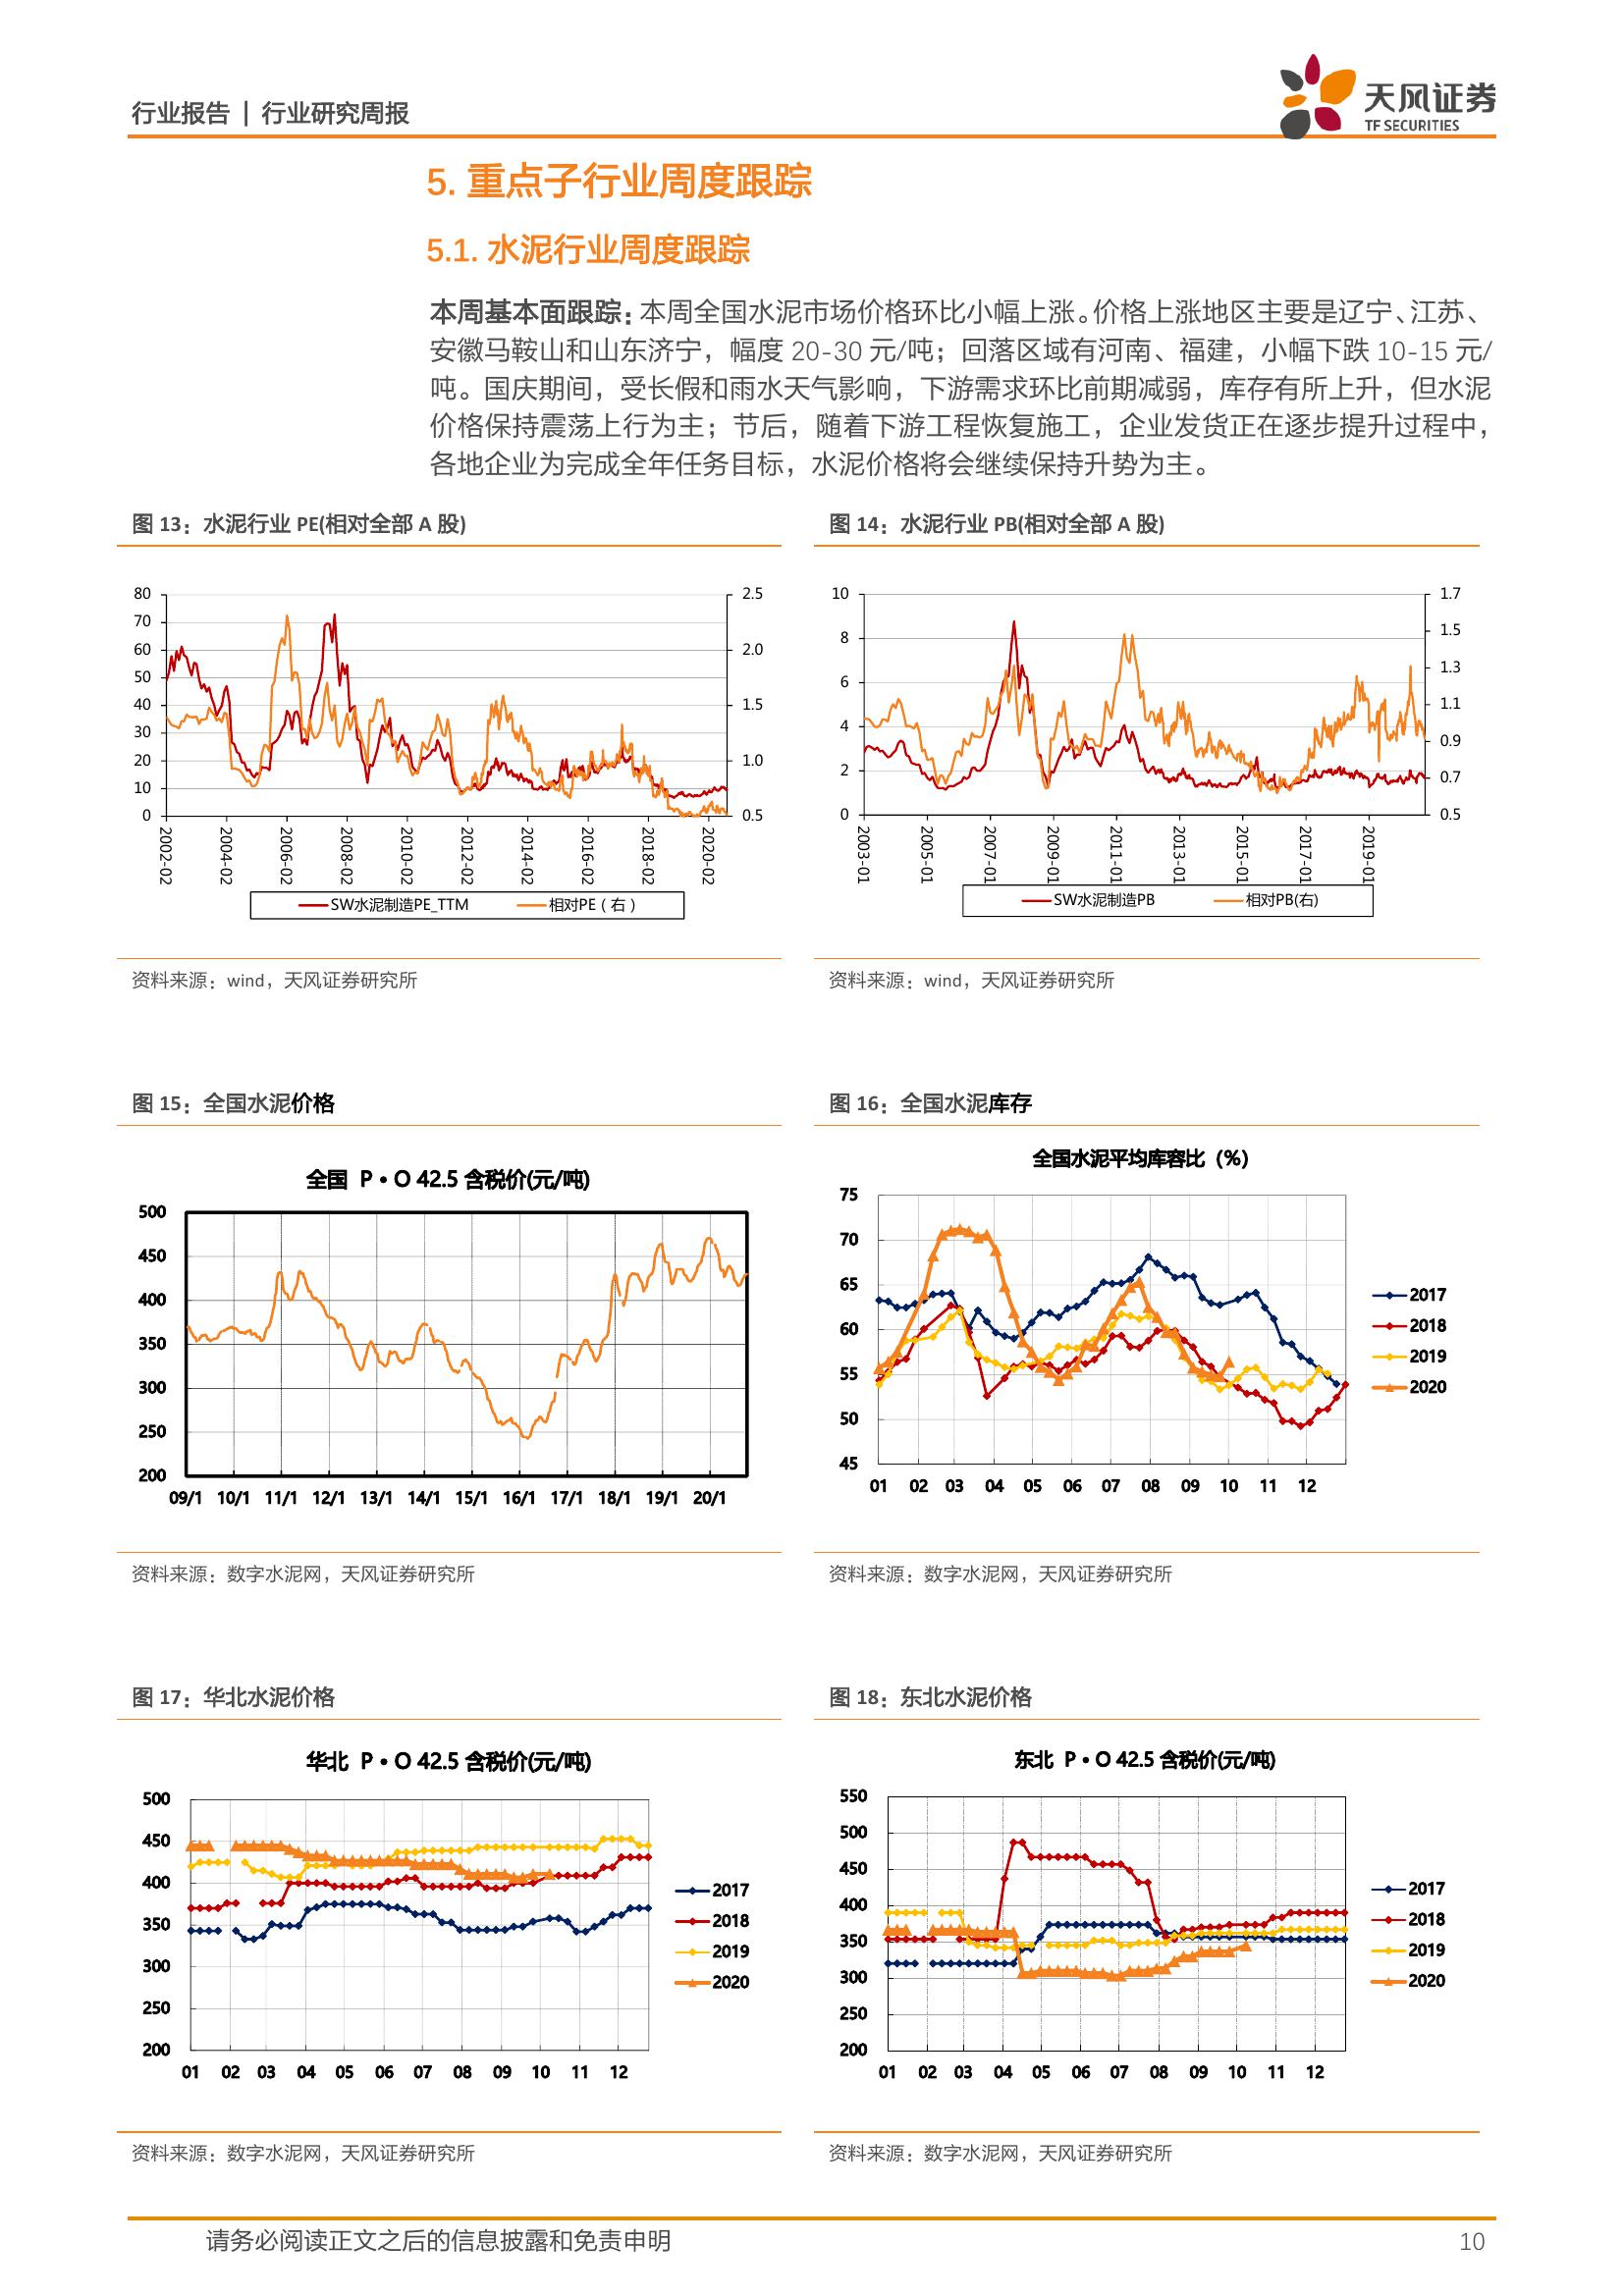 行业报告 | 行业研究周报
天风证券
TF SECURITIES
5. 重点子行业周度跟踪
5.1. 水泥行业周度跟踪
本周基本面跟踪：本周全国水泥市场价格环比小幅上涨。价格上涨地区主要是辽宁、江苏、
安徽马鞍山和山东济宁，幅度 20-30 元/吨；回落区域有河南、福建，小幅下跌 10-15 元/
吨。国庆期间，受长假和雨水天气影响，下游需求环比前期减弱，库存有所上升，但水泥
价格保持震荡上行为主；节后，随着下游工程恢复施工，企业发货正在逐步提升过程中，
各地企业为完成全年任务目标，水泥价格将会继续保持升势为主。
图 13：水泥行业 PE(相对全部 A 股)
80
70
60
50
40
30
20
10
0
2.5
2.0
1.5
1.0
0.5
2002-02
2004-02
2006-02
2008-02
2010-02
2012-02
2014-02
2016-02
2018-02
2020-02
SW水泥制造PE_TTM
相对PE（右）
资料来源：wind，天风证券研究所
图 14：水泥行业 PB(相对全部 A 股)
10
8
6
4
2
0
1.7
1.5
1.3
1.1
0.9
0.7
0.5
2003-01
2005-01
2007-01
2009-01
2011-01
2013-01
2015-01
2017-01
2019-01
SW水泥制造PB
相对PB(右)
资料来源：wind，天风证券研究所
图 15：全国水泥价格
全国 P·O 42.5 含税价(元/吨)
500
450
400
350
300
250
200
09/1 10/1 11/1 12/1 13/1 14/1 15/1 16/1 17/1 18/1 19/1 20/1
资料来源：数字水泥网，天风证券研究所
图 16：全国水泥库存
全国水泥平均库容比（%）
75
70
65
60
55
50
45
01 02 03 04 05 06 07 08 09 10 11 12
2017
2018
2019
2020
资料来源：数字水泥网，天风证券研究所
图 17：华北水泥价格
华北 P·O 42.5 含税价(元/吨)
500
450
400
350
300
250
200
01 02 03 04 05 06 07 08 09 10 11 12
2017
2018
2019
2020
资料来源：数字水泥网，天风证券研究所
图 18：东北水泥价格
东北 P·O 42.5 含税价(元/吨)
550
500
450
400
350
300
250
200
01 02 03 04 05 06 07 08 09 10 11 12
2017
2018
2019
2020
资料来源：数字水泥网，天风证券研究所
请务必阅读正文之后的信息披露和免责申明
10